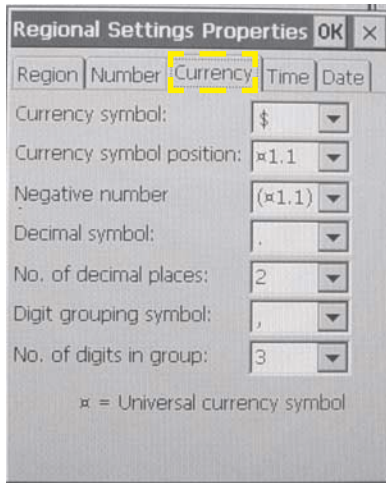 Regional Settings Properties OK ×
Region Number Currency Time Date
Currency symbol: $
Currency symbol position: ¤1.1
Negative number (¤1.1)
Decimal symbol: .
No. of decimal places: 2
Digit grouping symbol: ,
No. of digits in group: 3
¤ = Universal currency symbol